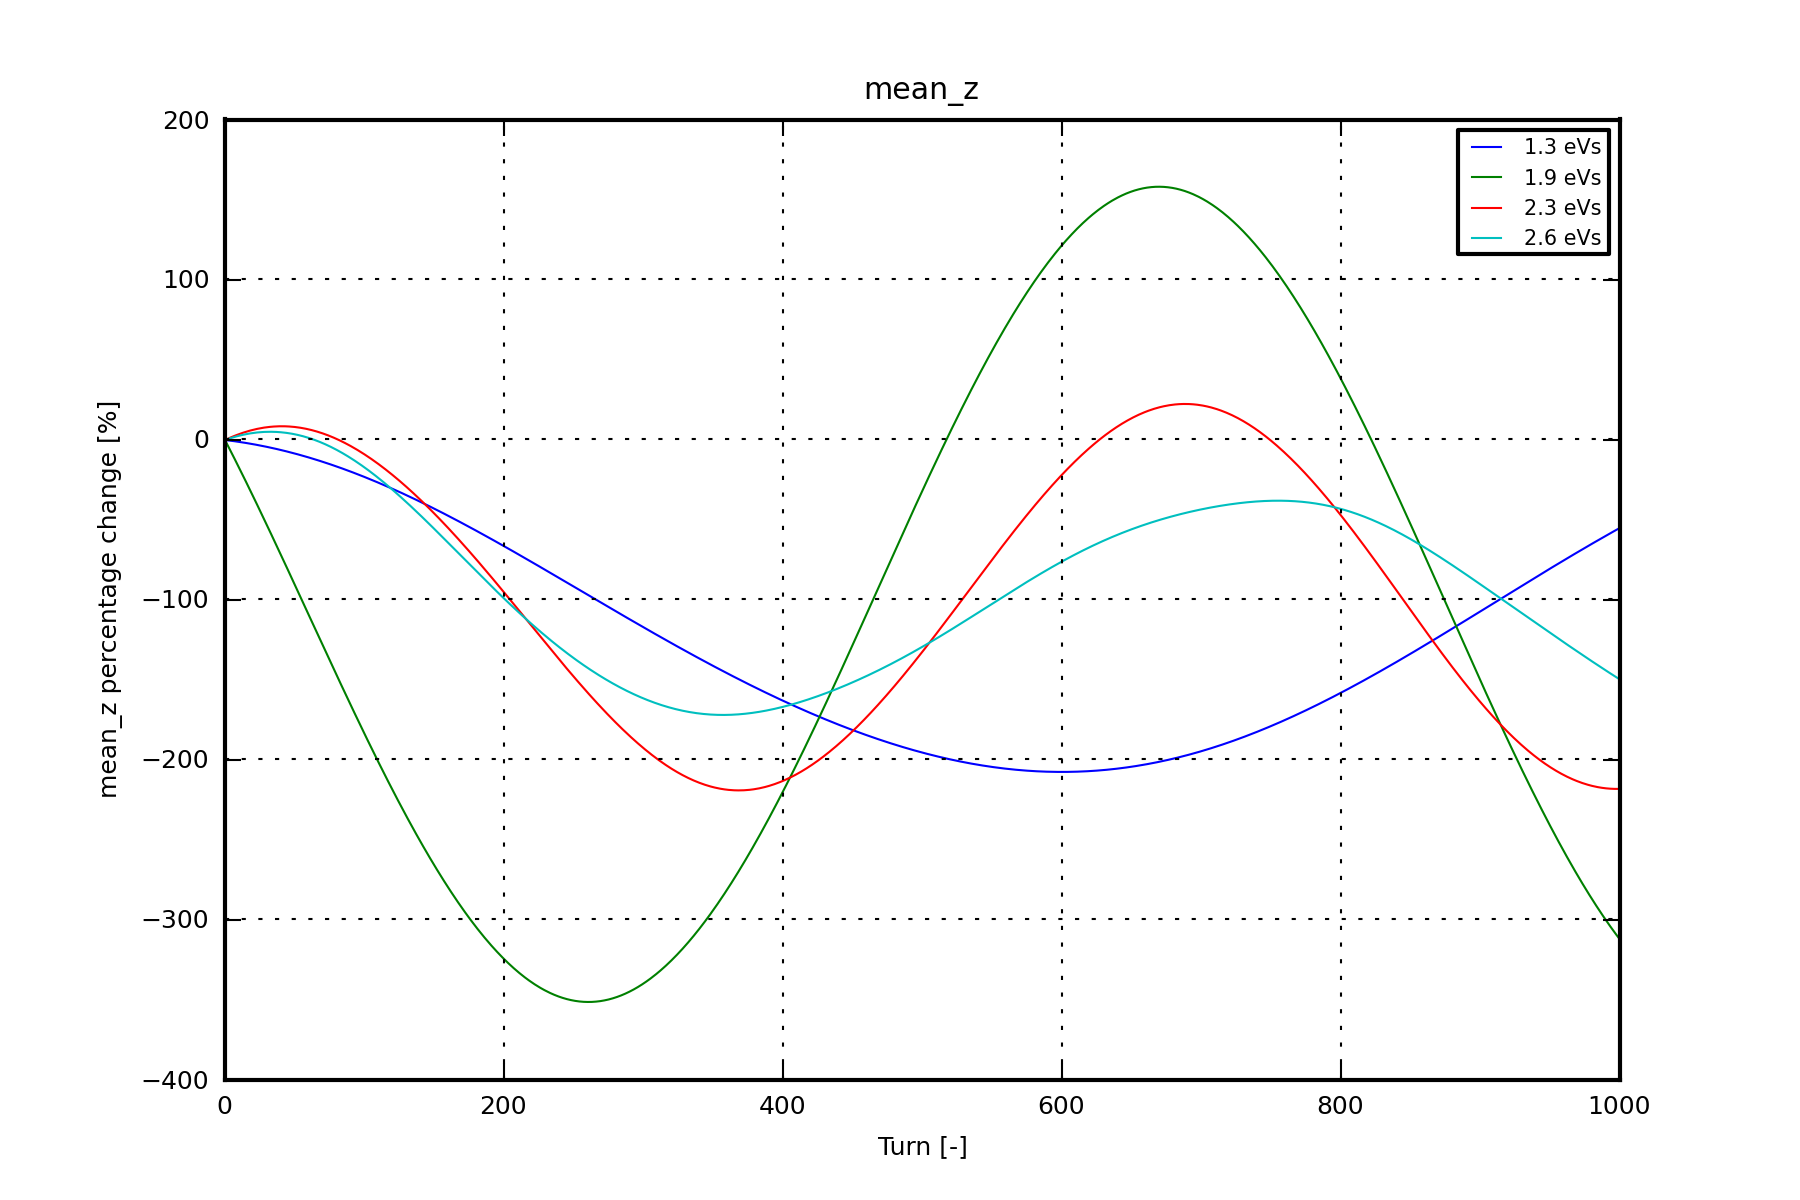 mean_z
200
100
0
−100
−200
−300
−400
mean_z percentage change [%]
1.3 eVs
1.9 eVs
2.3 eVs
2.6 eVs
0 200 400 600 800 1000
Turn [-]